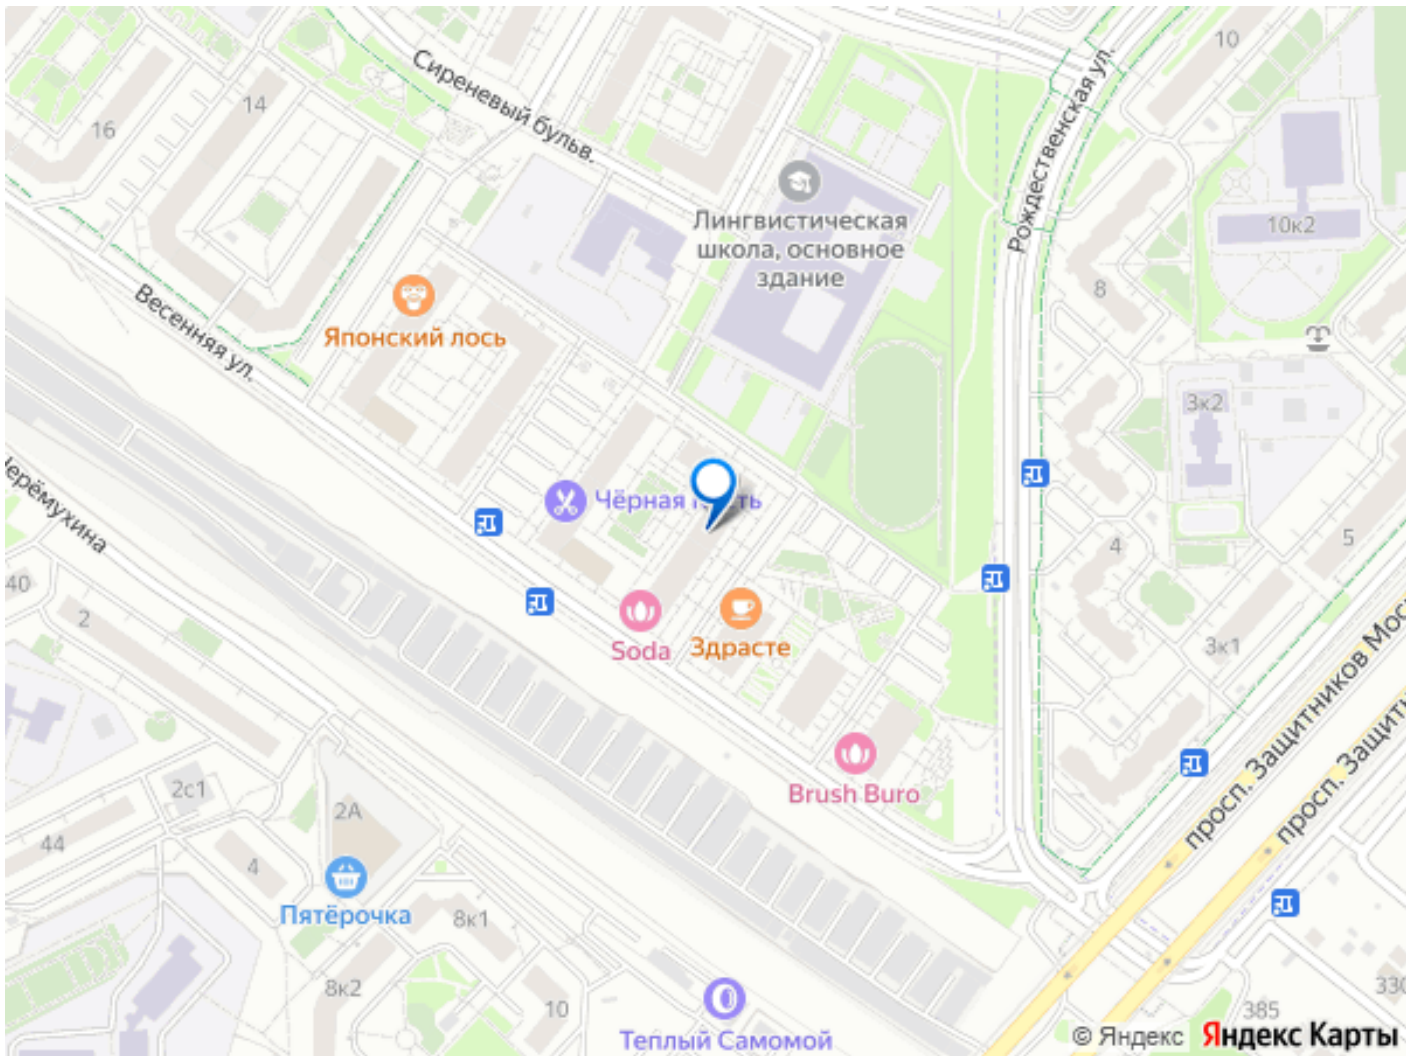 10
Сиреневый бульв.
Рождественская ул.
14
16
Лингвистическая
школа, основное
здание
10к2
8
Весенняя ул.
Японский лось
3к2
Чёрная
40
2
4
5
Soda
Здрасте
3к1
просп. Защитников
просп.
Brush Buro
2с1
2А
44
4
Пятёрочка
8к1
8к2
10
385
Теплый Самомой
© Яндекс Яндекс Карты